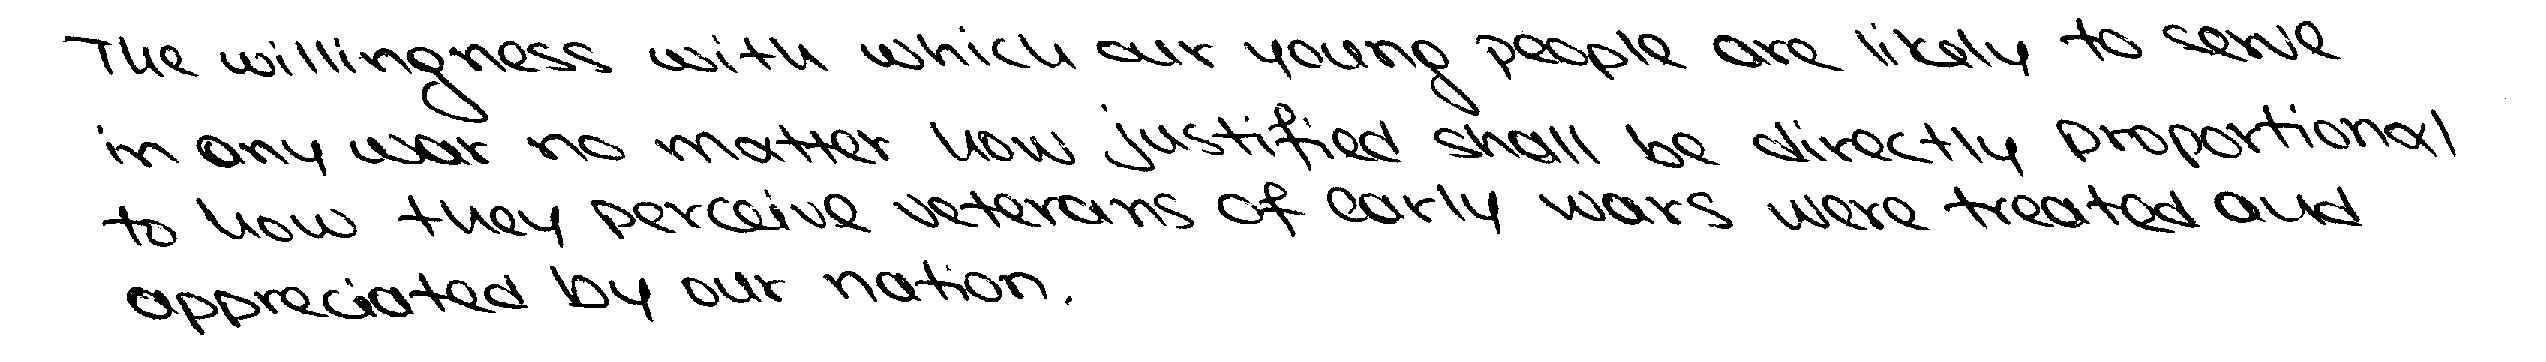 The willingness with which our young people are likely to serve
in any war no matter how justified shall be directly proportional
to how they perceive veterans of early wars were treated and
appreciated by our nation.